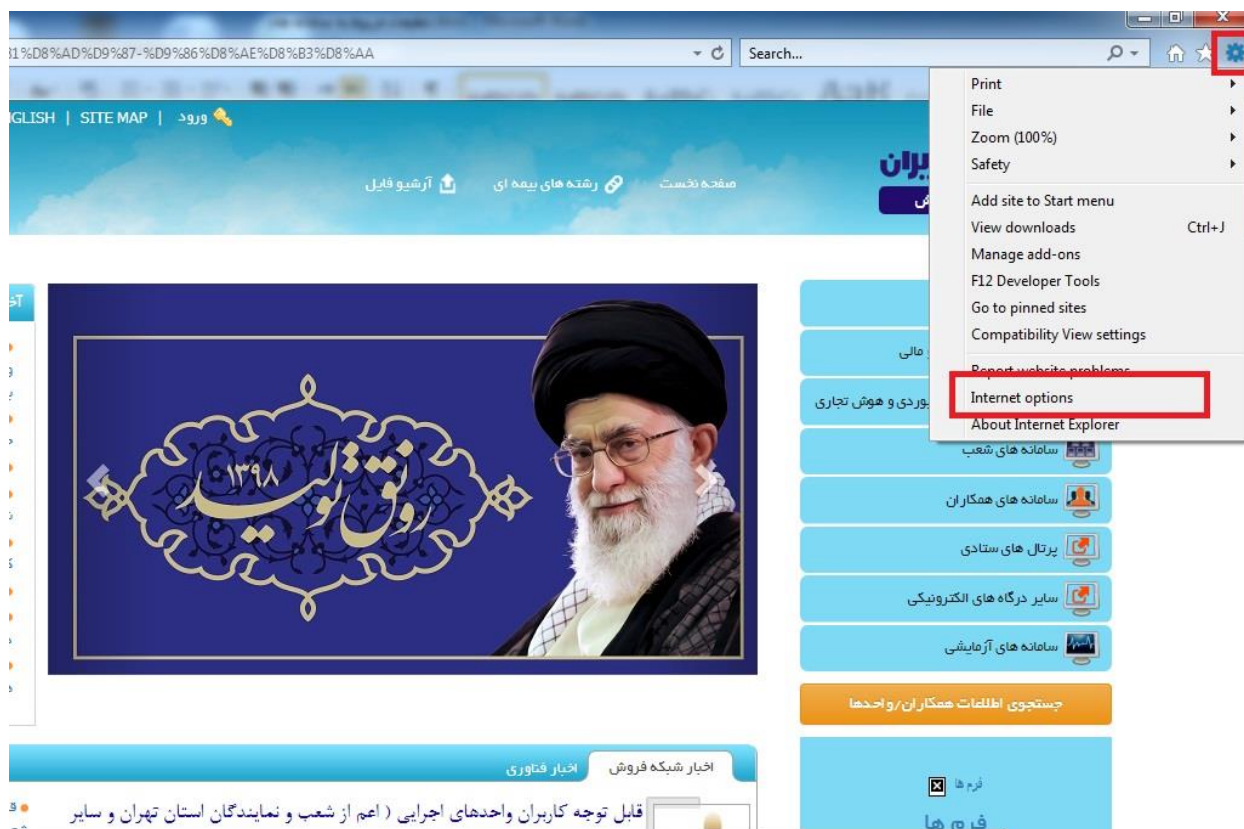 31%D8%AD%D9%87-%D9%86%D8%AE%D8%B3%D8%AA
Search...
GLISH | SITE MAP | ورود
Print
File
Zoom (100%)
Safety
Add site to Start menu
View downloads Ctrl+J
Manage add-ons
F12 Developer Tools
Go to pinned sites
Compatibility View settings
Report website problems
Internet options
About Internet Explorer
صفحه نخست رشته های بیمه ای آرشیو فایل
مالی
بوردی و هوش تجاری
سامانه های شعب
سامانه های همکاران
پرتال های ستادی
سایر درگاه های الکترونیکی
سامانه های آزمایشی
جستجوی اطلاعات همکاران/واحدها
رونق تولید
۱۳۹۸
اخبار شبکه فروش اخبار فناوری
قابل توجه کاربران واحدهای اجرایی ( اعم از شعب و نمایندگان استان تهران و سایر
فرم ها
فرم ها